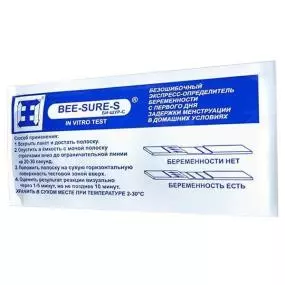 BEE-SURE-S®
БИ-ШУР-С
IN VITRO TEST
БЕЗОШИБОЧНЫЙ
ЭКСПРЕСС-ОПРЕДЕЛИТЕЛЬ
БЕРЕМЕННОСТИ
С ПЕРВОГО ДНЯ
ЗАДЕРЖКИ МЕНСТРУАЦИИ
В ДОМАШНИХ УСЛОВИЯХ
Способ применения:
1. Вскрыть пакет и достать полоску.
2. Опустить в ёмкость с мочой полоску
стрелками вниз до ограничительной линии
на 20 секунд.
3. Положить полоску на сухую горизонтальную
поверхность тестовой зоной вверх.
4. Оценить результат реакции визуально
через 1-5 минут, но не позднее 10 минут.
ХРАНИТЬ В СУХОМ МЕСТЕ ПРИ ТЕМПЕРАТУРЕ 2-30°С
БЕРЕМЕННОСТИ НЕТ
БЕРЕМЕННОСТЬ ЕСТЬ